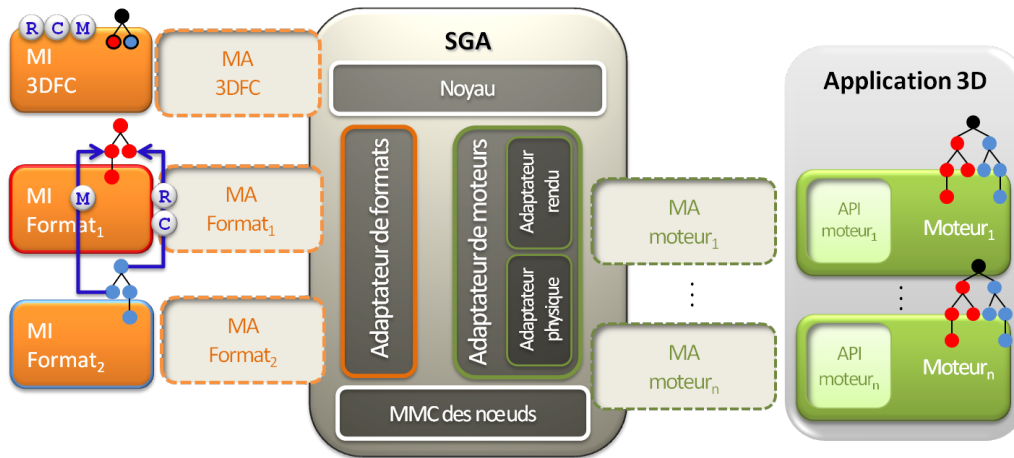 R C M
MI
3DFC
MA
3DFC
SGA
Noyau
Application 3D
M
R
C
MI
Format1
MA
Format1
Adaptateur de formats
Adaptateur de moteurs
Adaptateur
rendu
Adaptateur
physique
MA
moteur1
API
moteur1
Moteur1
MI
Format2
MA
Format2
⋮
MA
moteurn
⋮
API
moteurn
Moteurn
MMC des nœuds